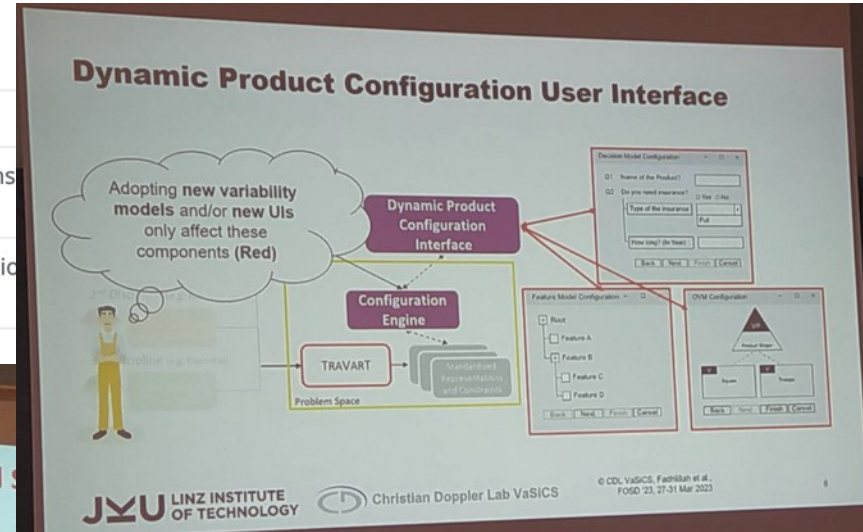 Dynamic Product Configuration User Interface
Adopting new variability
models and/or new UIs
only affect these
components (Red)
Dynamic Product
Configuration
Interface
Configuration
Engine
TRAVART
Standardized
Representations
and Constraints
Problem Space
Decision Model Configuration
Q1 Name of the Product?
Q2 Do you need insurance?
Yes No
Type of the insurance
Full
How long? (In Year)
Back Next Finish Cancel
Feature Model Configuration
Root
Feature A
Feature B
Feature C
Feature D
Back Next Finish Cancel
OVM Configuration
VP
Product Shape
V V
Square Triangle
Back Next Finish Cancel
JKU LINZ INSTITUTE
OF TECHNOLOGY
Christian Doppler Lab VaSiCS
© CDL VaSiCS, Fadhlillah et al.,
FOSD '23, 27-31 Mar 2023
6